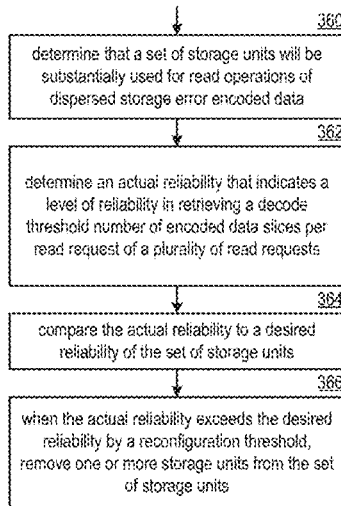 360
determine that a set of storage units will be
substantially used for read operations of
dispersed storage error encoded data
362
determine an actual reliability that indicates a
level of reliability in retrieving a decode
threshold number of encoded data slices per
read request of a plurality of read requests
364
compare the actual reliability to a desired
reliability of the set of storage units
366
when the actual reliability exceeds the desired
reliability by a reconfiguration threshold,
remove one or more storage units from the set
of storage units